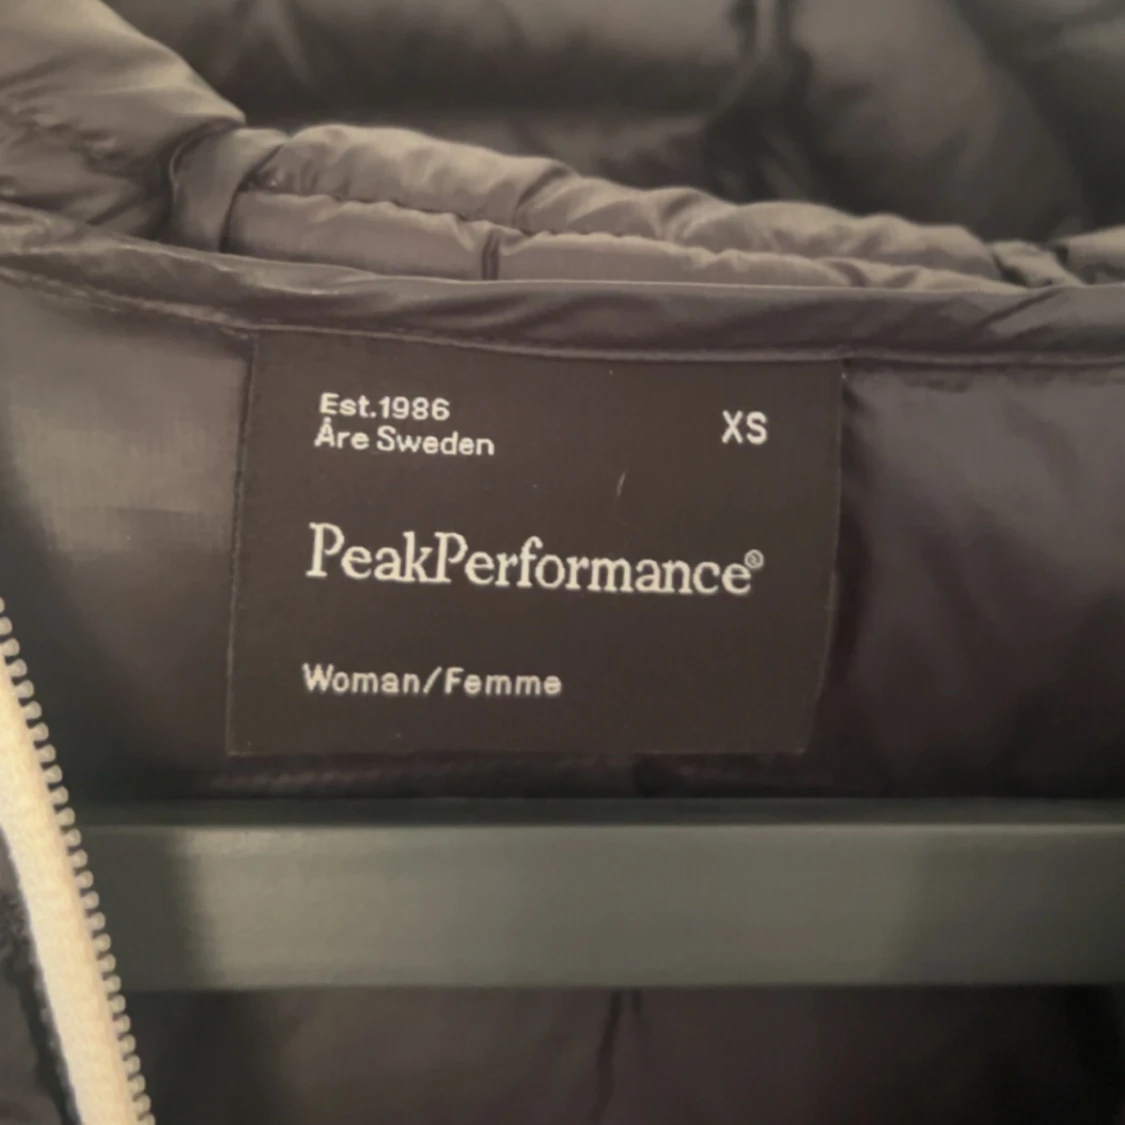 Est.1986
Åre Sweden
XS
PeakPerformance®
Woman/Femme